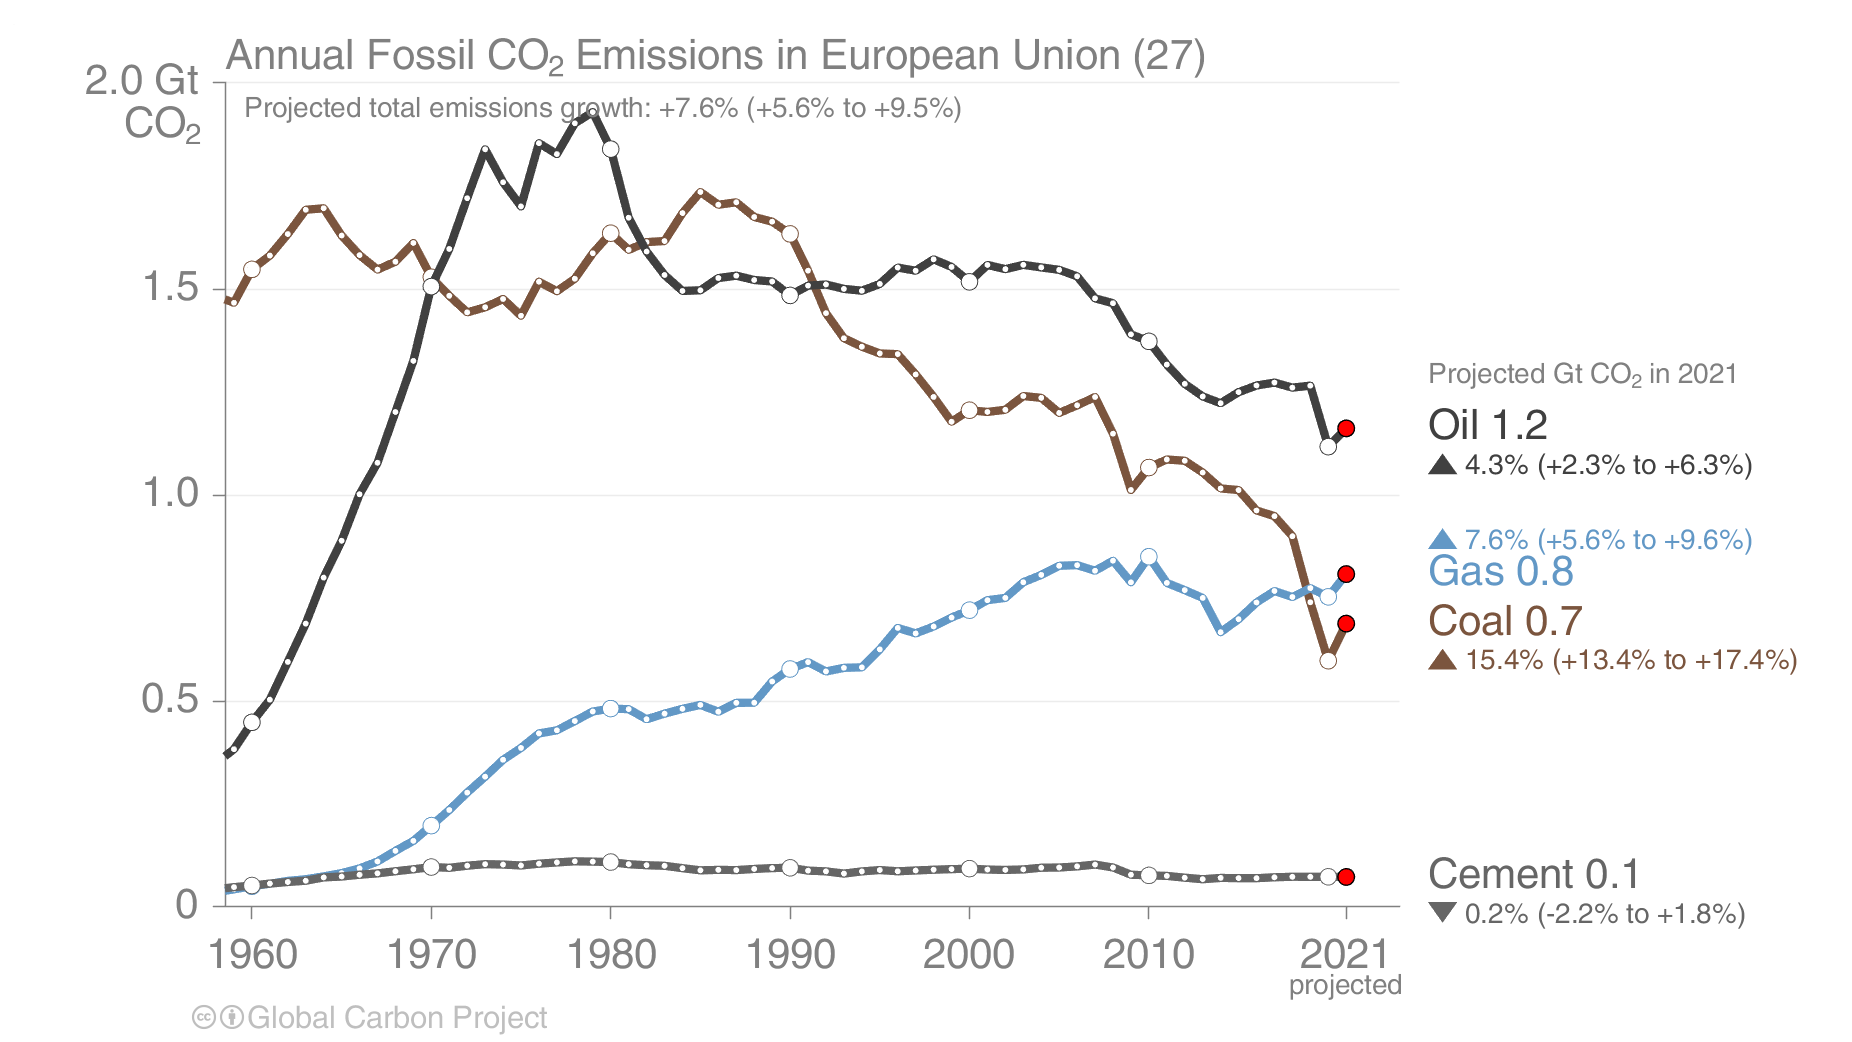 Annual Fossil CO₂ Emissions in European Union (27)
2.0 Gt
CO₂
Projected total emissions growth: +7.6% (+5.6% to +9.5%)
1.5
1.0
0.5
0
Projected Gt CO₂ in 2021
Oil 1.2
▲ 4.3% (+2.3% to +6.3%)
▲ 7.6% (+5.6% to +9.6%)
Gas 0.8
Coal 0.7
▲ 15.4% (+13.4% to +17.4%)
Cement 0.1
▼ 0.2% (-2.2% to +1.8%)
1960 1970 1980 1990 2000 2010 2021
projected
cc Global Carbon Project